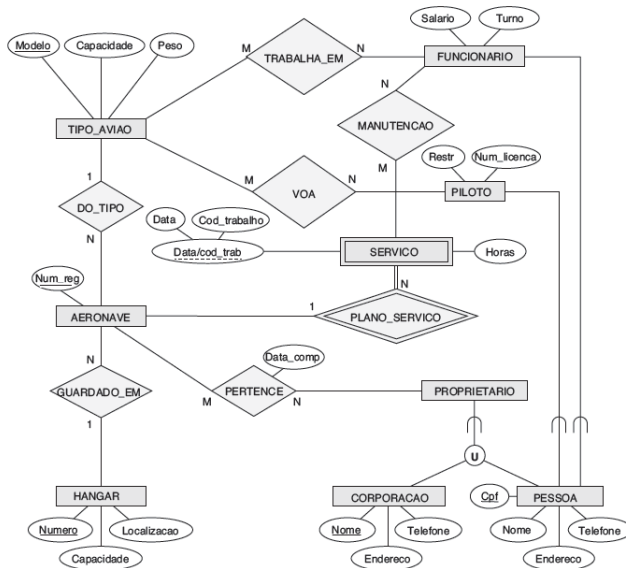 Salario
Turno
Modelo
Capacidade
Peso
M
N
TRABALHA_EM
FUNCIONARIO
N
TIPO_AVIAO
MANUTENCAO
1
M
Restr
Num_licenca
M
N
VOA
PILOTO
DO_TIPO
Data
Cod_trabalho
N
Data/cod_trab
SERVICO
Horas
Num_reg
N
1
AERONAVE
PLANO_SERVICO
N
Data_comp
GUARDADO_EM
M
PERTENCE
N
PROPRIETARIO
1
U
HANGAR
CORPORACAO
Cpf
PESSOA
Numero
Localizacao
Nome
Telefone
Nome
Telefone
Capacidade
Endereco
Endereco